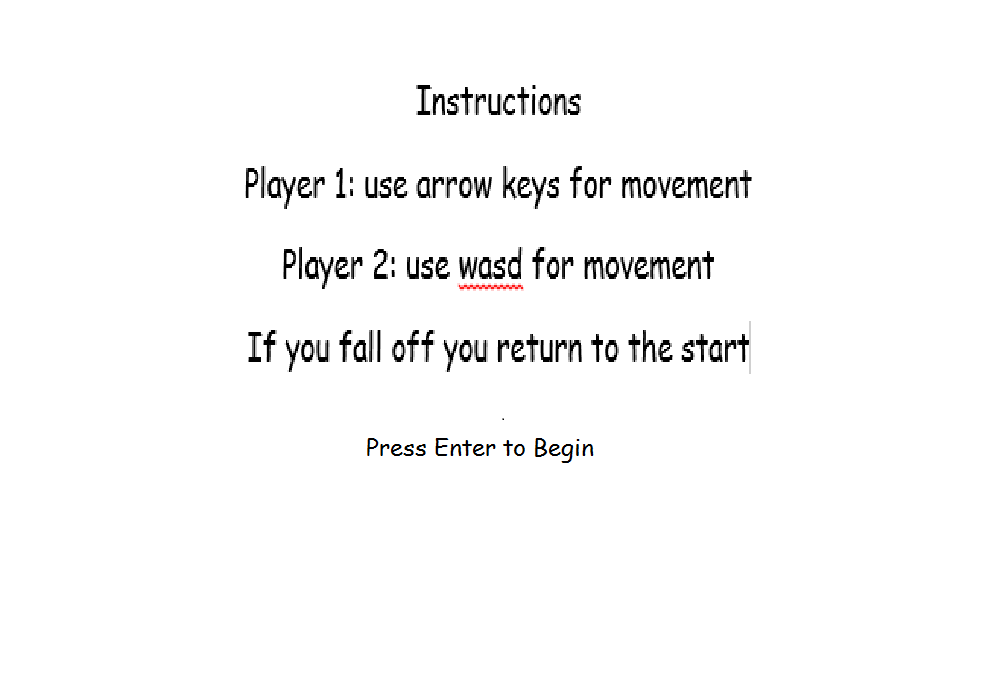 Instructions
Player 1: use arrow keys for movement
Player 2: use wasd for movement
If you fall off you return to the start
.
Press Enter to Begin